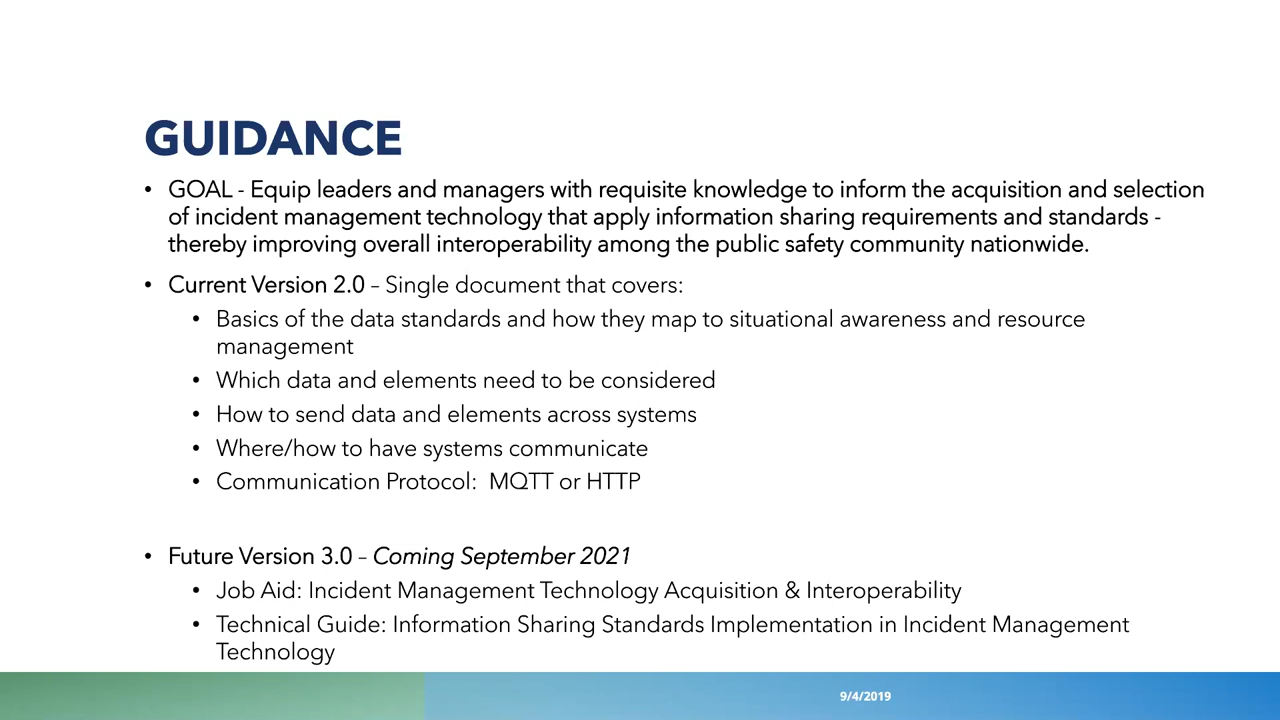 GUIDANCE
• GOAL - Equip leaders and managers with requisite knowledge to inform the acquisition and selection
of incident management technology that apply information sharing requirements and standards -
thereby improving overall interoperability among the public safety community nationwide.
• Current Version 2.0 – Single document that covers:
• Basics of the data standards and how they map to situational awareness and resource
management
• Which data and elements need to be considered
• How to send data and elements across systems
• Where/how to have systems communicate
• Communication Protocol:  MQTT or HTTP
• Future Version 3.0 – Coming September 2021
• Job Aid: Incident Management Technology Acquisition & Interoperability
• Technical Guide: Information Sharing Standards Implementation in Incident Management
Technology
9/4/2019